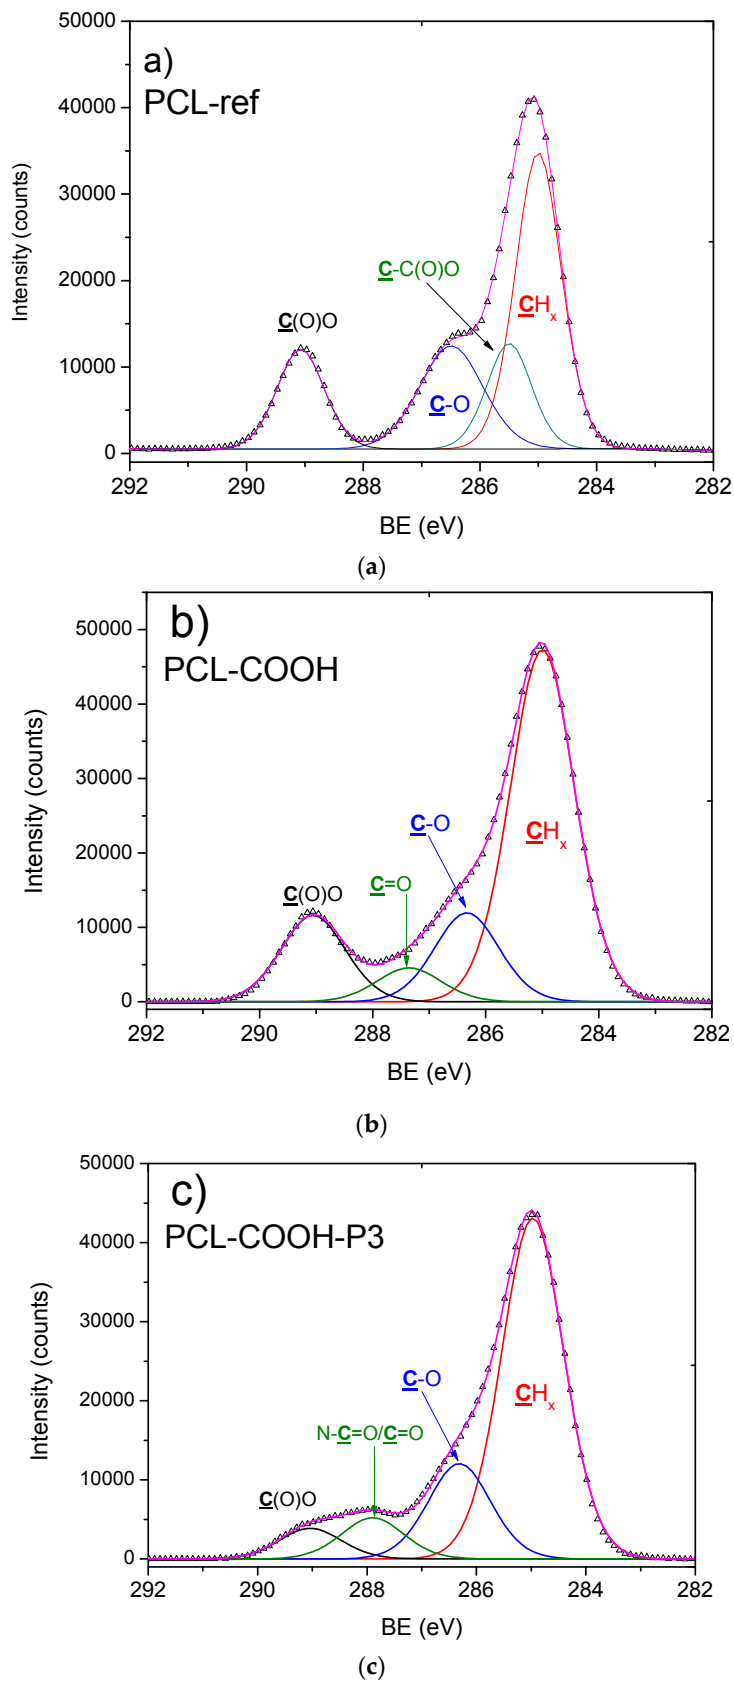 50000
a)
PCL-ref
40000
30000
Intensity (counts)
C-C(O)O
20000
C(O)O
CHx
10000
C-O
0
292 290 288 286 284 282
BE (eV)
(a)
50000
b)
PCL-COOH
40000
30000
Intensity (counts)
C-O
CHx
20000
C=O
C(O)O
10000
0
292 290 288 286 284 282
BE (eV)
(b)
50000
c)
PCL-COOH-P3
40000
30000
Intensity (counts)
C-O
CHx
20000
N-C=O/C=O
10000
C(O)O
0
292 290 288 286 284 282
BE (eV)
(c)